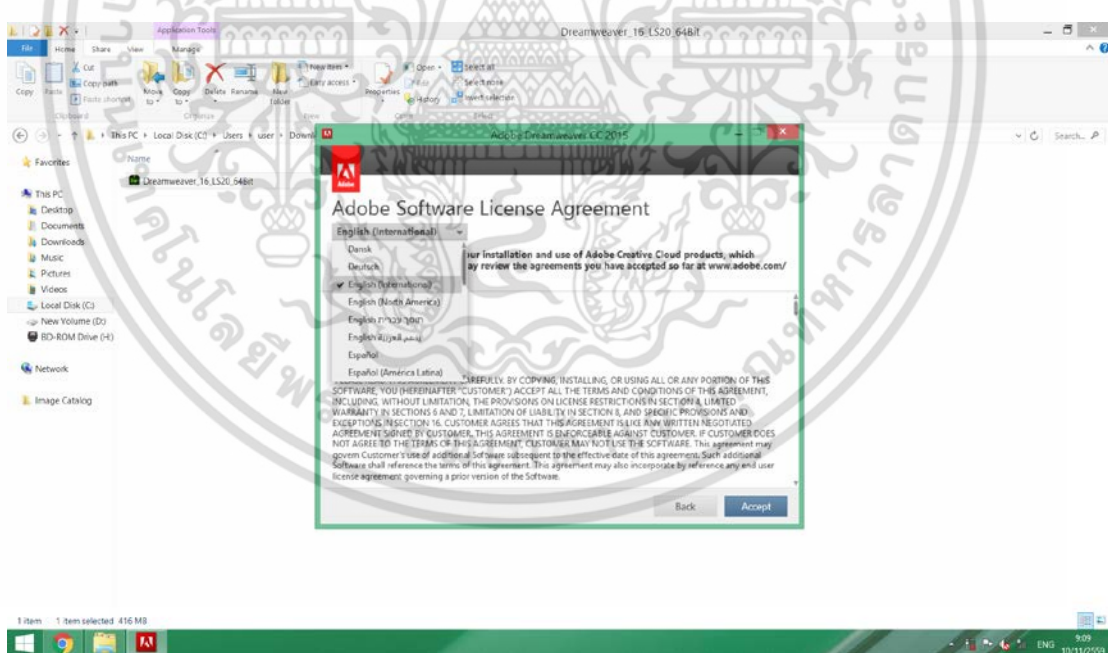 Application Tools
Dreamweaver_16_LS20_64Bit
File Home Share View Manage
Cut
Copy path
Paste shortcut
Copy Paste
Move to
Copy to
Delete Rename
New folder
New item
Easy access
Properties
Open
Edit
History
Select all
Select none
Invert selection
Clipboard Organize New Open Select
This PC Local Disk (C:) Users user Downl
Search...
Favorites
Name
Dreamweaver_16_LS20_64Bit
This PC
Desktop
Documents
Downloads
Music
Pictures
Videos
Local Disk (C:)
New Volume (D:)
BD-ROM Drive (H:)
Network
Image Catalog
Adobe Dreamweaver CC 2015
Adobe
Adobe Software License Agreement
English (International)
Dansk
Deutsch
English (International)
English (North America)
English תומך עברית
English يدعم العربية
Español
Español (América Latina)
ur installation and use of Adobe Creative Cloud products, which
ay review the agreements you have accepted so far at www.adobe.com/
CAREFULLY. BY COPYING, INSTALLING, OR USING ALL OR ANY PORTION OF THIS
SOFTWARE, YOU (HEREINAFTER "CUSTOMER") ACCEPT ALL THE TERMS AND CONDITIONS OF THIS AGREEMENT,
INCLUDING, WITHOUT LIMITATION, THE PROVISIONS ON LICENSE RESTRICTIONS IN SECTION 4, LIMITED
WARRANTY IN SECTIONS 6 AND 7, LIMITATION OF LIABILITY IN SECTION 8, AND SPECIFIC PROVISIONS AND
EXCEPTIONS IN SECTION 16. CUSTOMER AGREES THAT THIS AGREEMENT IS LIKE ANY WRITTEN NEGOTIATED
AGREEMENT SIGNED BY CUSTOMER. THIS AGREEMENT IS ENFORCEABLE AGAINST CUSTOMER. IF CUSTOMER DOES
NOT AGREE TO THE TERMS OF THIS AGREEMENT, CUSTOMER MAY NOT USE THE SOFTWARE. This agreement may
govern Customer's use of additional Software subsequent to the effective date of this agreement. Such additional
Software shall reference the terms of this agreement. This agreement may also incorporate by reference any end user
license agreement governing a prior version of the Software.
Back Accept
1 item 1 item selected 416 MB
ENG
9:09
10/11/2559